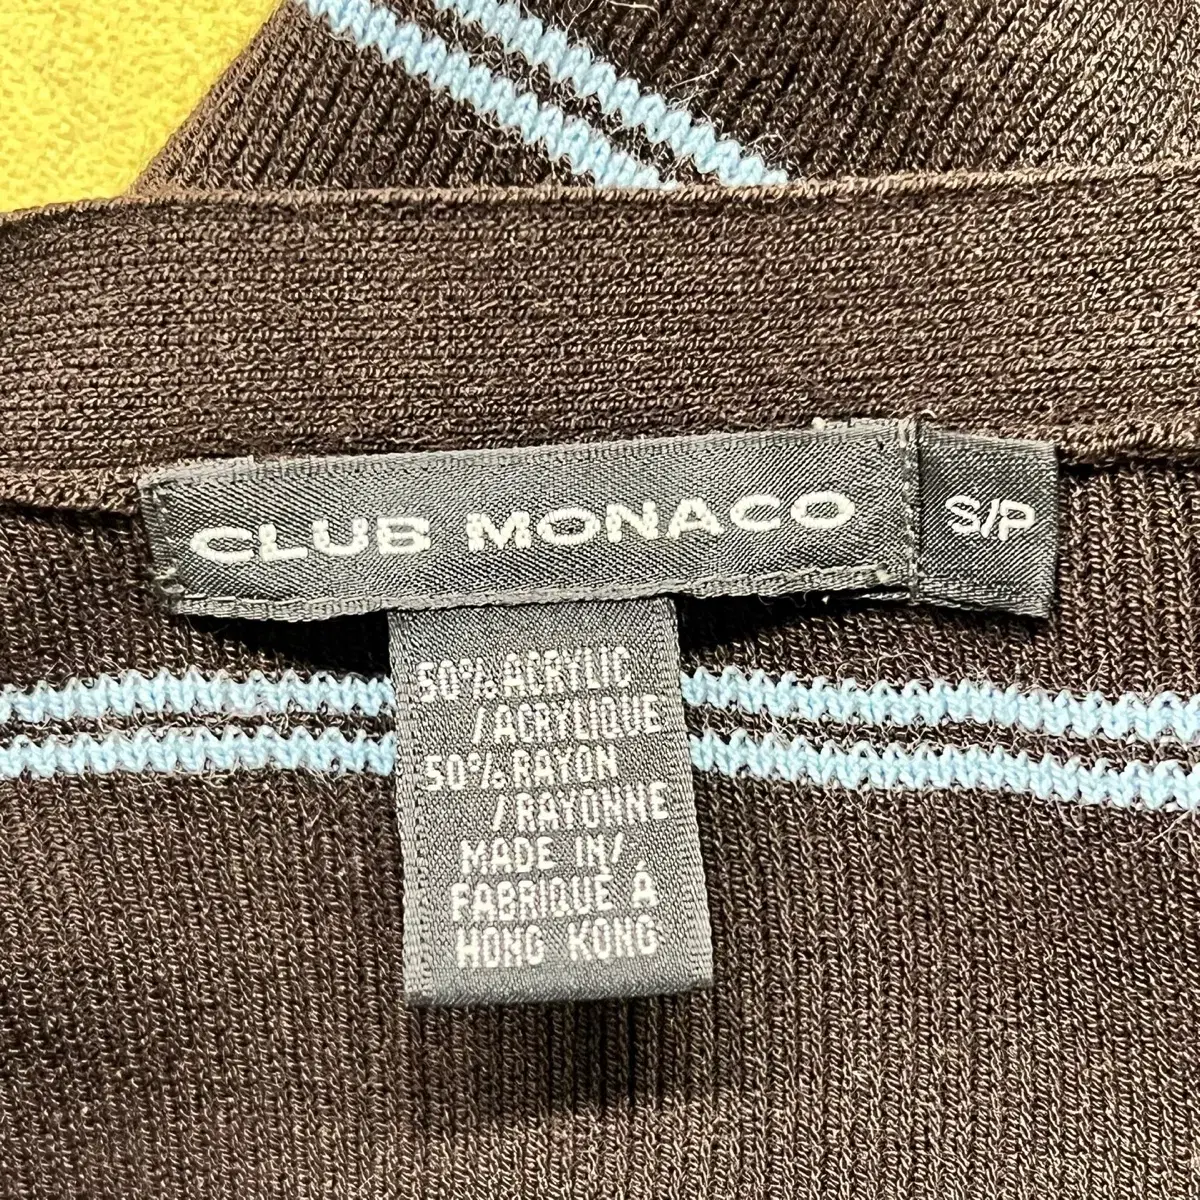 CLUB MONACO
S/P
50% ACRYLIC
/ACRYLIQUE
50% RAYON
/RAYONNE
MADE IN/
FABRIQUÉ À
HONG KONG